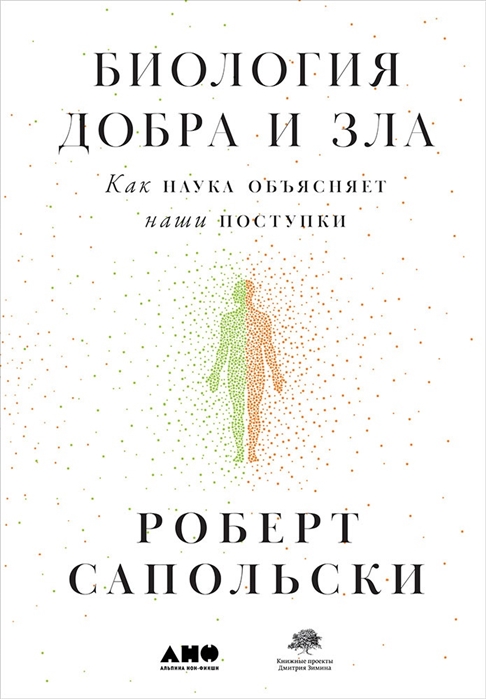 БИОЛОГИЯ
ДОБРА И ЗЛА
Как НАУКА ОБЪЯСНЯЕТ
наши ПОСТУПКИ
РОБЕРТ
САПОЛЬСКИ
АНФ
АЛЬПИНА НОН-ФИКШН
Книжные проекты
Дмитрия Зимина